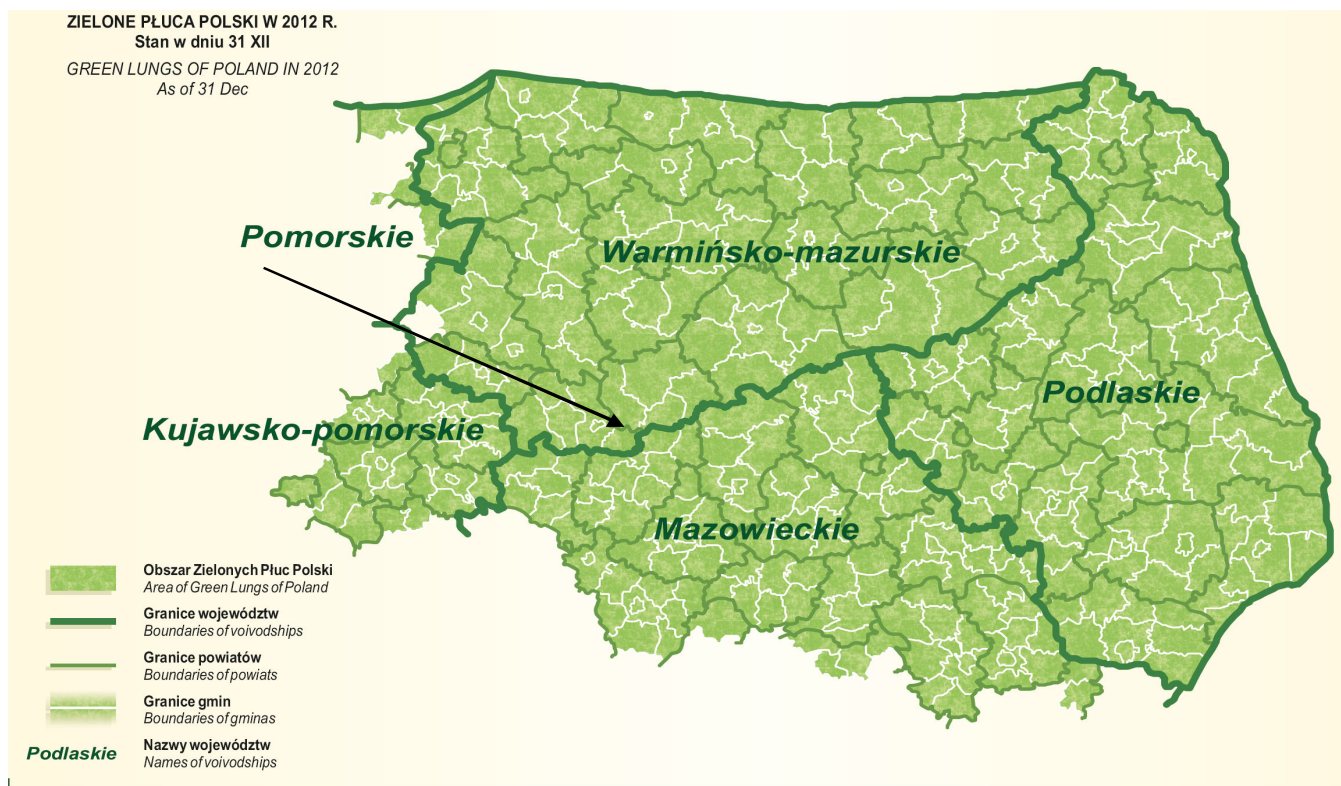 ZIELONE PŁUCA POLSKI W 2012 R.
Stan w dniu 31 XII
GREEN LUNGS OF POLAND IN 2012
As of 31 Dec
Pomorskie
Warmińsko-mazurskie
Podlaskie
Kujawsko-pomorskie
Mazowieckie
Obszar Zielonych Płuc Polski
Area of Green Lungs of Poland
Granice województw
Boundaries of voivodships
Granice powiatów
Boundaries of powiats
Granice gmin
Boundaries of gminas
Podlaskie
Nazwy województw
Names of voivodships